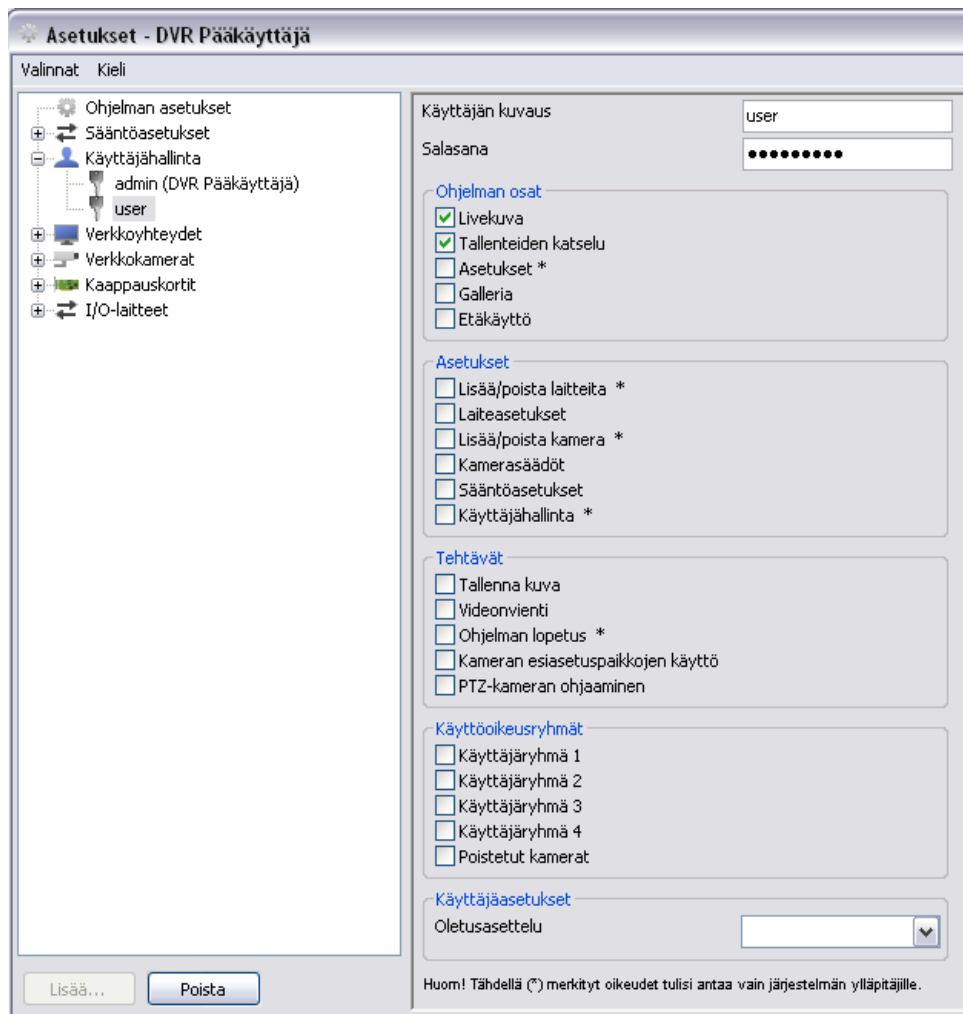 Asetukset - DVR Pääkäyttäjä
Valinnat Kieli
Ohjelman asetukset
Sääntöasetukset
Käyttäjähallinta
admin (DVR Pääkäyttäjä)
user
Verkkoyhteydet
Verkkokamerat
Kaappauskortit
I/O-laitteet
Lisää...
Poista
Käyttäjän kuvaus
user
Salasana
●●●●●●●●●
Ohjelman osat
Livekuva
Tallenteiden katselu
Asetukset *
Galleria
Etäkäyttö
Asetukset
Lisää/poista laitteita *
Laiteasetukset
Lisää/poista kamera *
Kamerasäädöt
Sääntöasetukset
Käyttäjähallinta *
Tehtävät
Tallenna kuva
Videonvienti
Ohjelman lopetus *
Kameran esiasetuspaikkojen käyttö
PTZ-kameran ohjaaminen
Käyttöoikeusryhmät
Käyttäjäryhmä 1
Käyttäjäryhmä 2
Käyttäjäryhmä 3
Käyttäjäryhmä 4
Poistetut kamerat
Käyttäjäasetukset
Oletusasettelu
Huom! Tähdellä (*) merkityt oikeudet tulisi antaa vain järjestelmän ylläpitäjille.